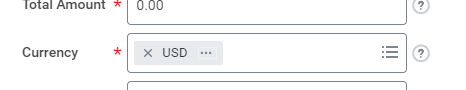 Total Amount * 0.00 ?
Currency * × USD ··· ?